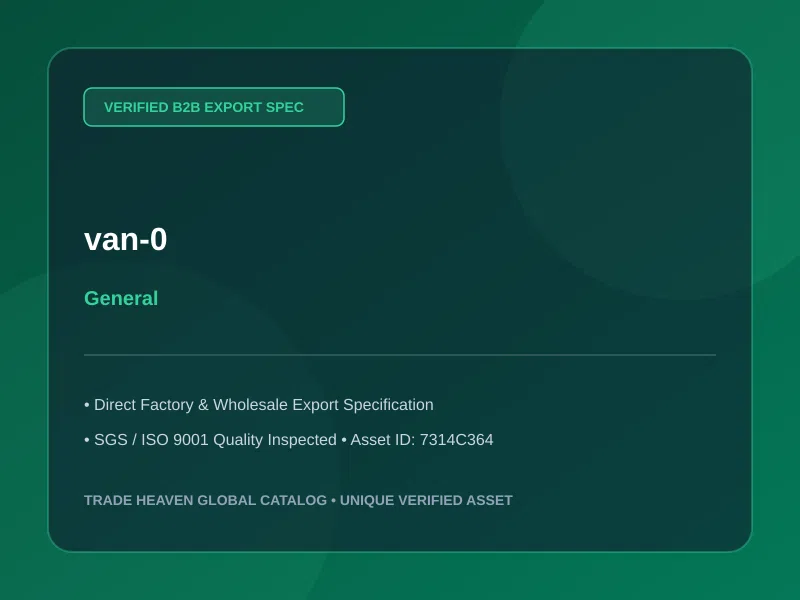 VERIFIED B2B EXPORT SPEC
van-0
General
• Direct Factory & Wholesale Export Specification
• SGS / ISO 9001 Quality Inspected • Asset ID: 7314C364
TRADE HEAVEN GLOBAL CATALOG • UNIQUE VERIFIED ASSET